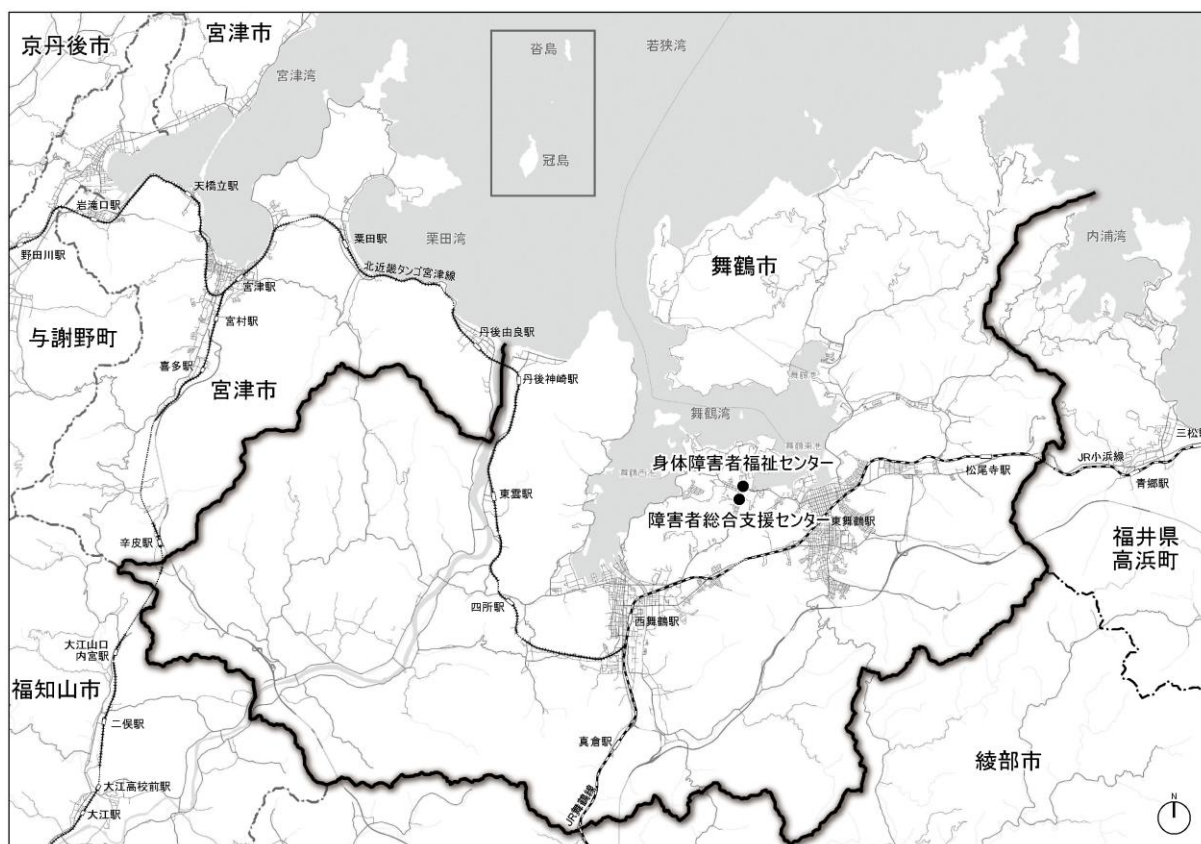 京丹後市
宮津市
沓島
若狭湾
宮津湾
冠島
天橋立駅
岩滝口駅
野田川駅
栗田駅
栗田湾
北近畿タンゴ宮津線
内浦湾
舞鶴市
宮津駅
宮村駅
与謝野町
喜多駅
宮津市
丹後由良駅
丹後神崎駅
舞鶴湾
三松駅
JR小浜線
青郷駅
松尾寺駅
身体障害者福祉センター
東雲駅
障害者総合支援センター
東舞鶴駅
福井県
高浜町
辛皮駅
四所駅
西舞鶴駅
大江山口
内宮駅
福知山市
二俣駅
真倉駅
綾部市
大江高校前駅
大江駅
JR舞鶴線
N